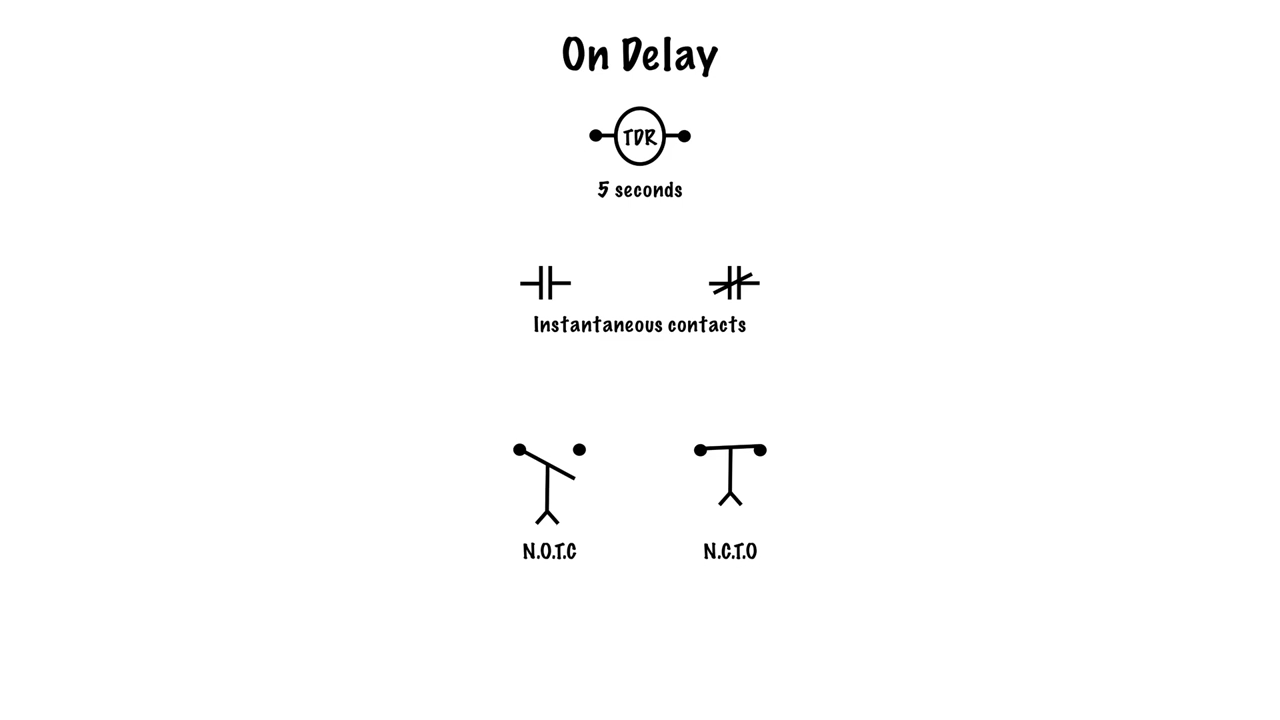 On Delay
TDR
5 seconds
Instantaneous contacts
N.O.T.C
N.C.T.O